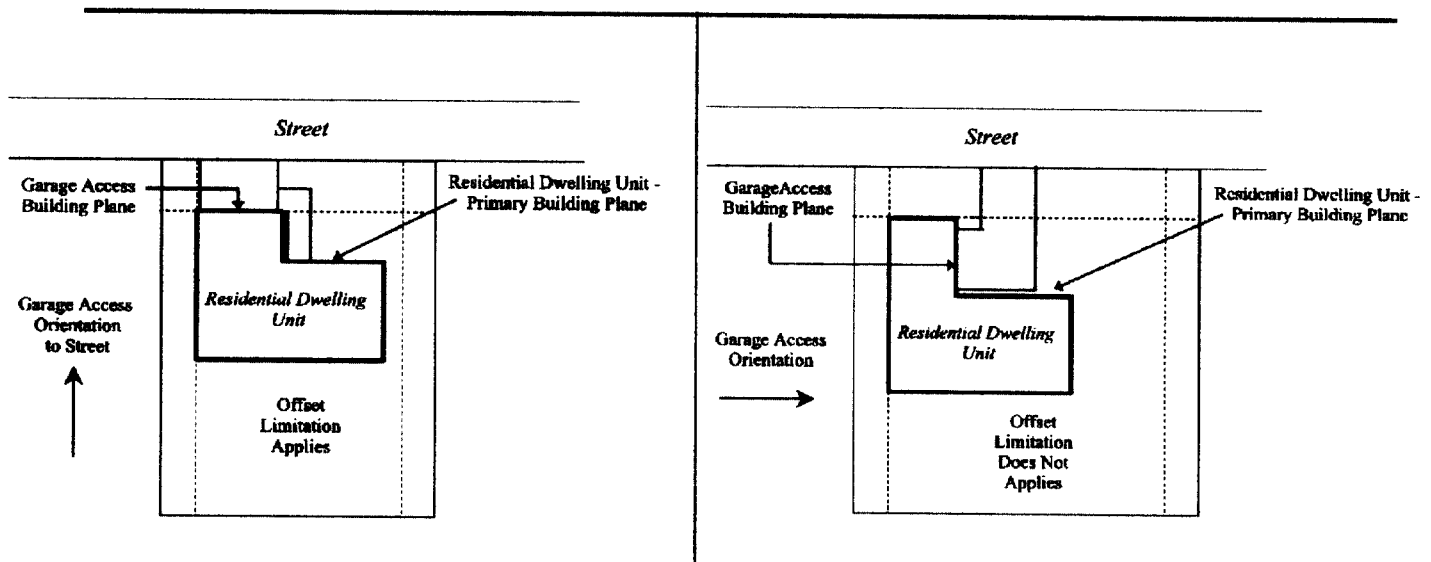 Street
Garage Access
Building Plane
Residential Dwelling Unit -
Primary Building Plane
Residential Dwelling
Unit
Garage Access
Orientation
to Street
Offset
Limitation
Applies
Street
GarageAccess
Building Plane
Residential Dwelling Unit -
Primary Building Plane
Residential Dwelling
Unit
Garage Access
Orientation
Offset
Limitation
Does Not
Applies